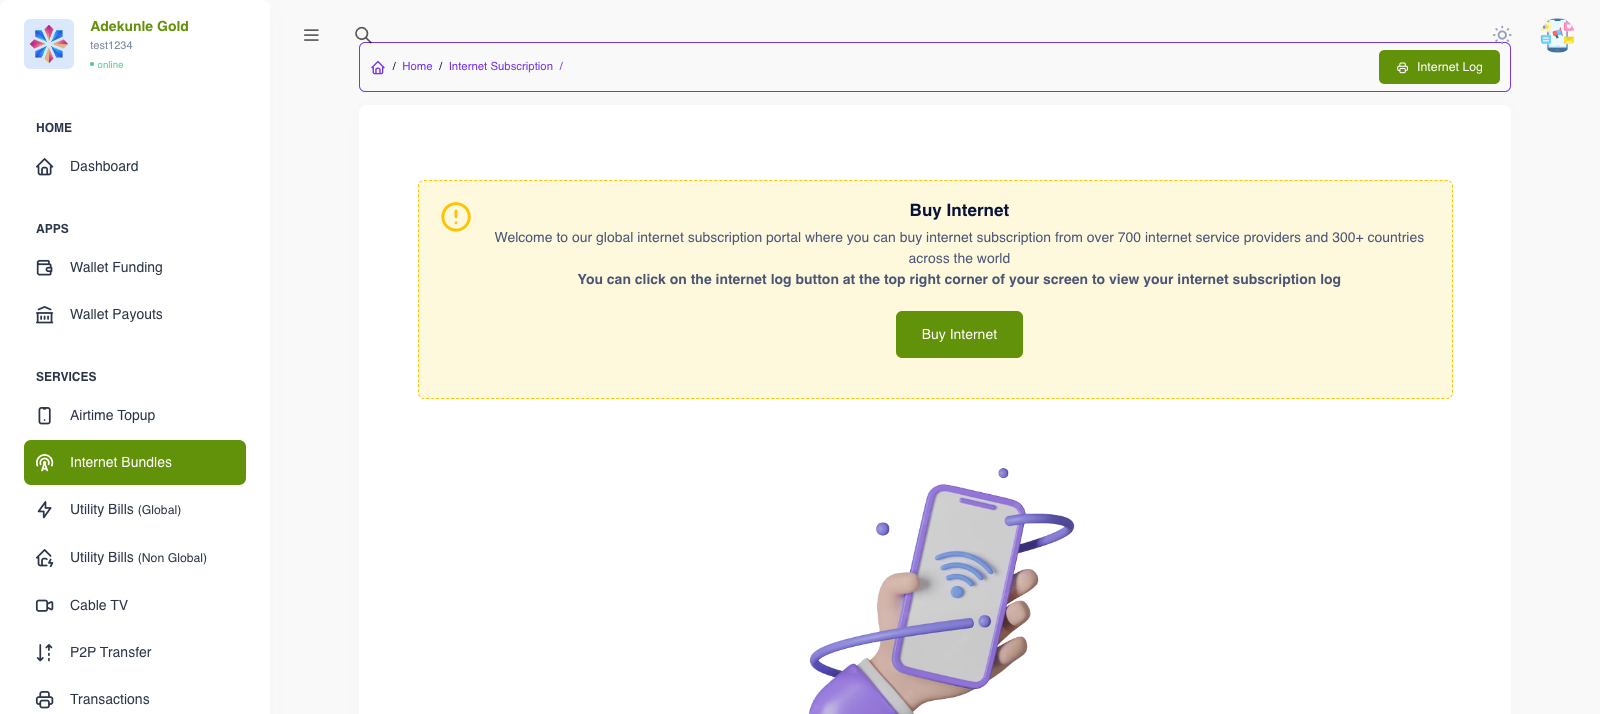 Adekunle Gold
test1234
online
HOME
Dashboard
APPS
Wallet Funding
Wallet Payouts
SERVICES
Airtime Topup
Internet Bundles
Utility Bills (Global)
Utility Bills (Non Global)
Cable TV
P2P Transfer
Transactions
/ Home / Internet Subscription /
Internet Log
Buy Internet
Welcome to our global internet subscription portal where you can buy internet subscription from over 700 internet service providers and 300+ countries
across the world
You can click on the internet log button at the top right corner of your screen to view your internet subscription log
Buy Internet